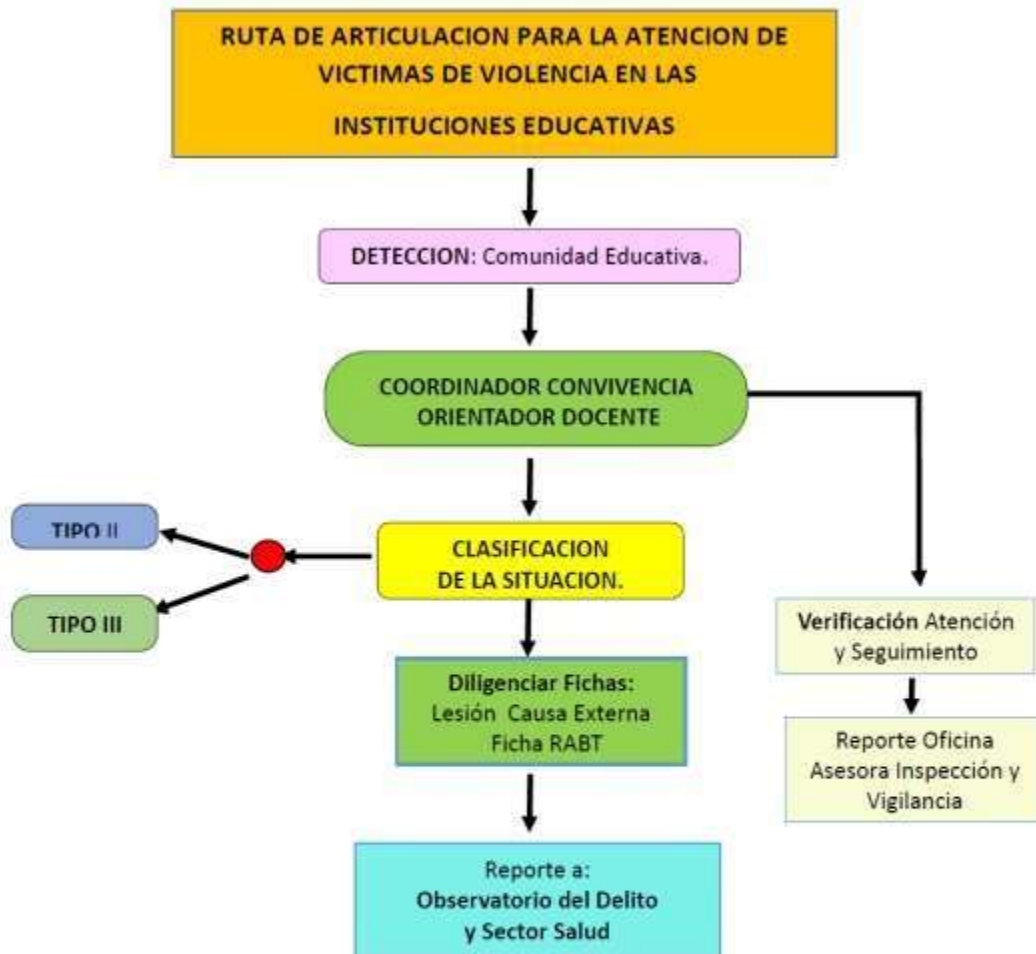 RUTA DE ARTICULACION PARA LA ATENCION DE
VICTIMAS DE VIOLENCIA EN LAS
INSTITUCIONES EDUCATIVAS
DETECCION: Comunidad Educativa.
COORDINADOR CONVIVENCIA
ORIENTADOR DOCENTE
TIPO II
CLASIFICACION
DE LA SITUACION.
TIPO III
Verificación Atención
y Seguimiento
Diligenciar Fichas:
Lesión Causa Externa
Ficha RABT
Reporte Oficina
Asesora Inspección y
Vigilancia
Reporte a:
Observatorio del Delito
y Sector Salud